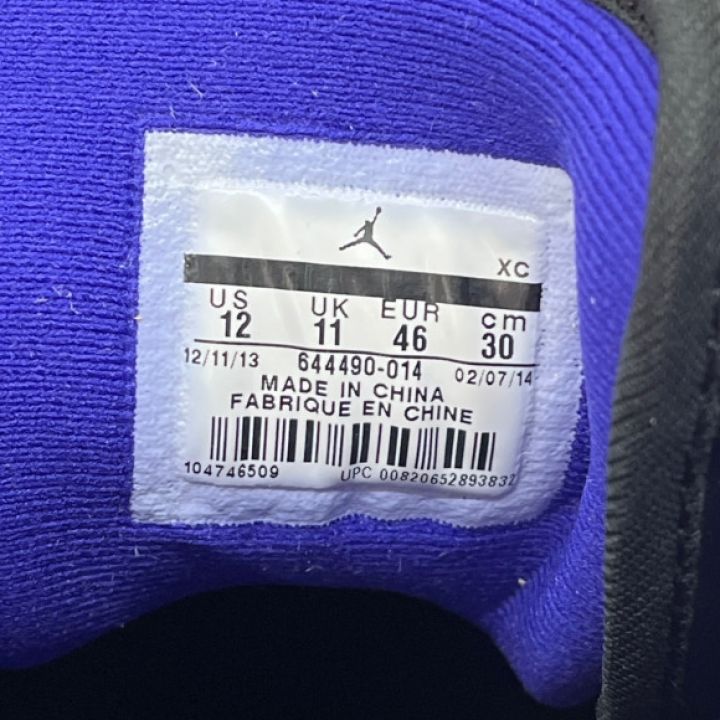 XC
US UK EUR cm
12 11 46 30
12/11/13 644490-014 02/07/14
MADE IN CHINA
FABRIQUE EN CHINE
104746509 UPC 00820652893832